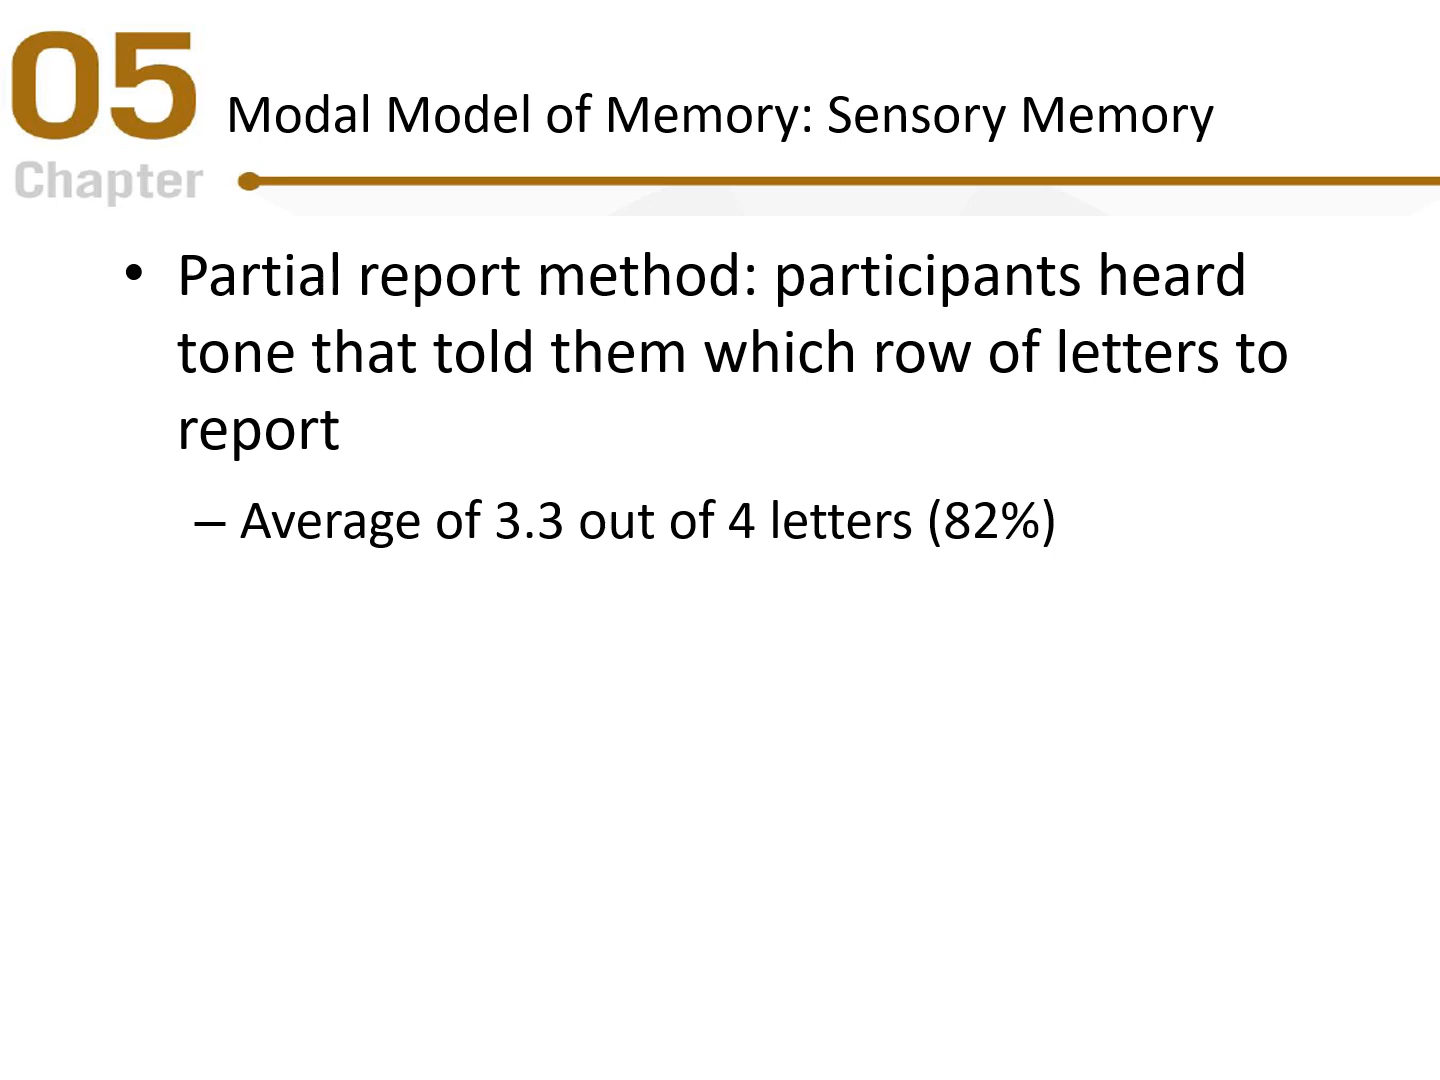 05
Chapter
Modal Model of Memory: Sensory Memory
• Partial report method: participants heard
tone that told them which row of letters to
report
– Average of 3.3 out of 4 letters (82%)